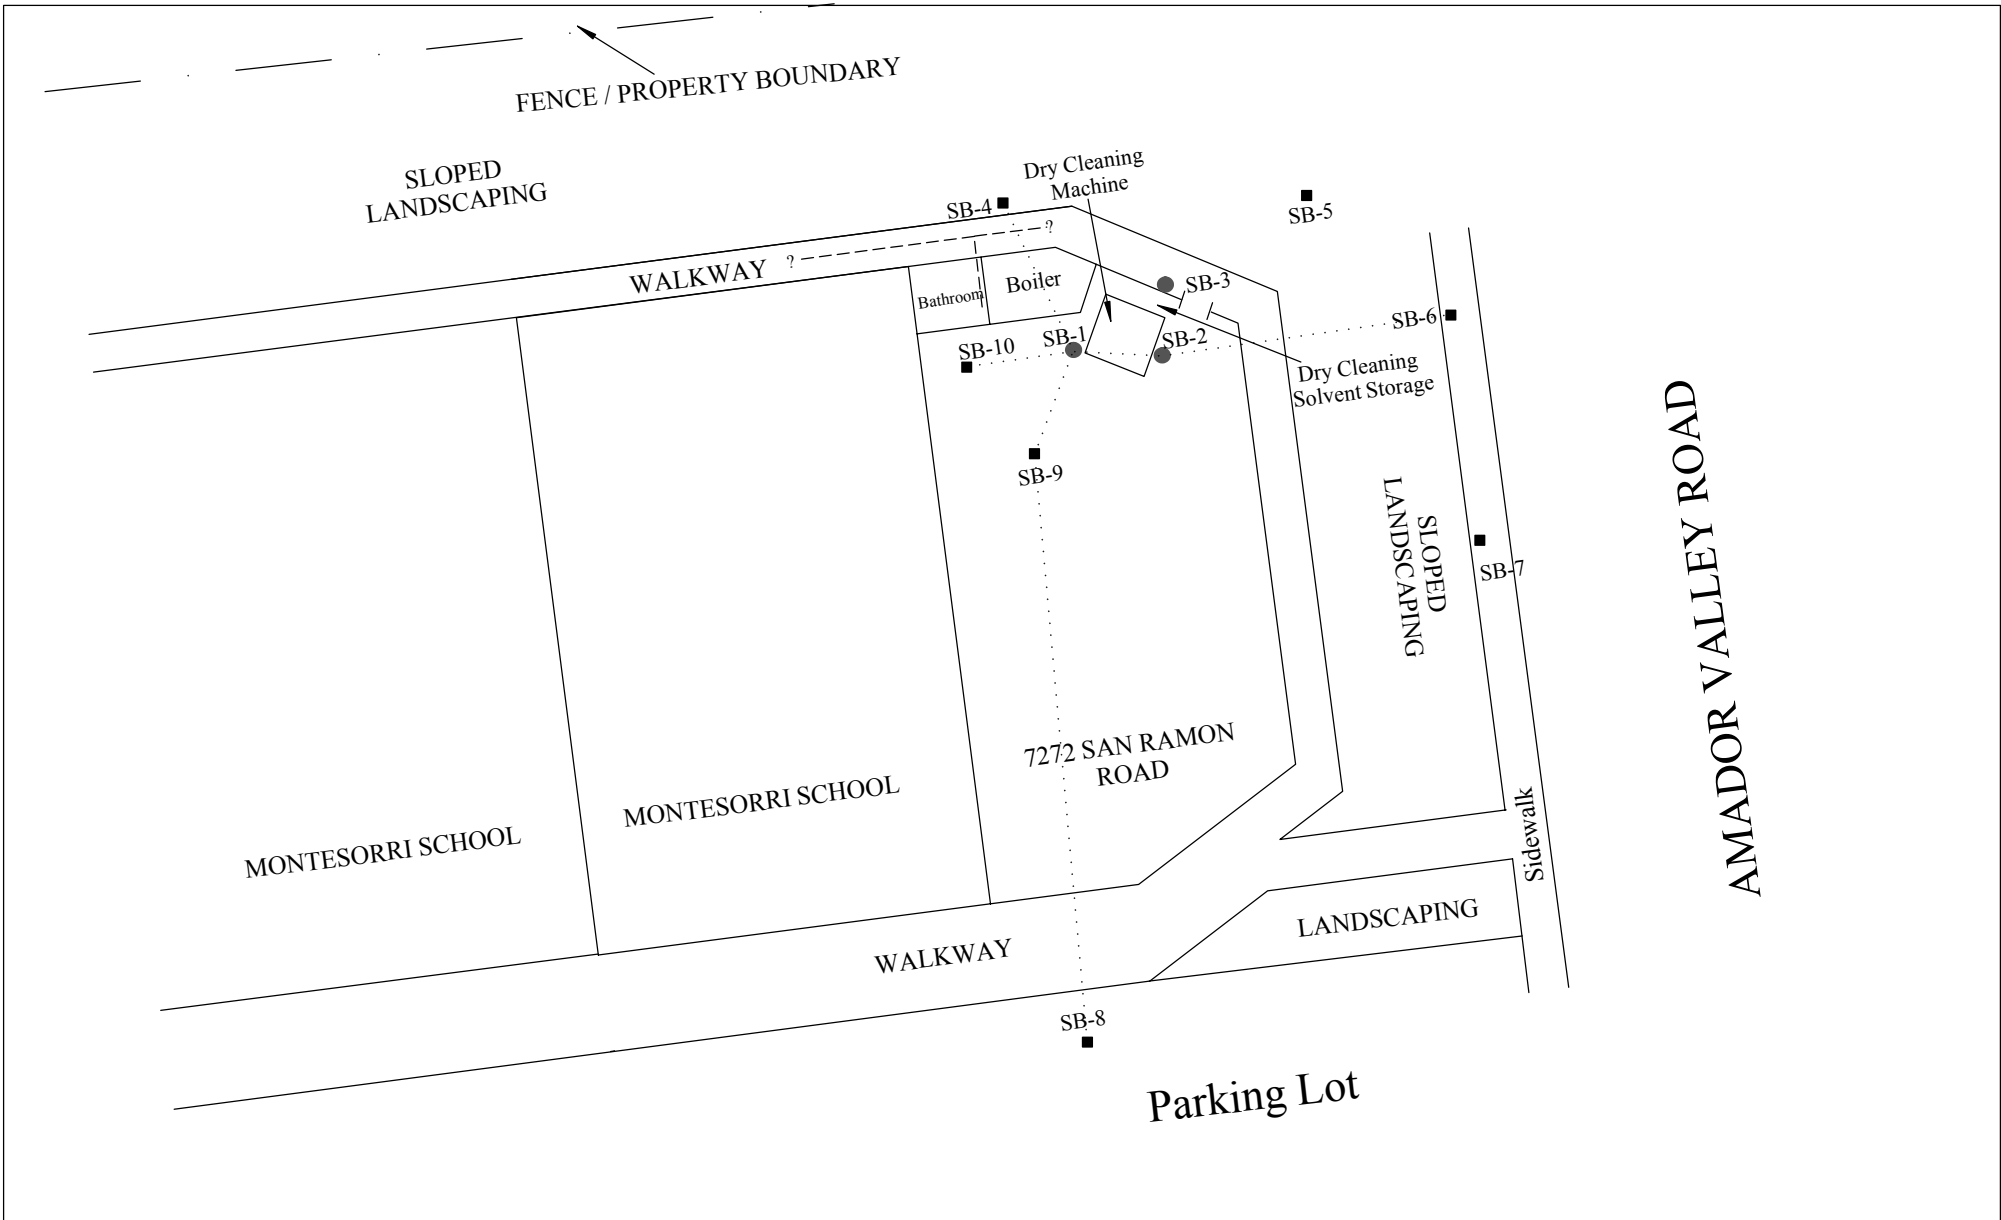 FENCE / PROPERTY BOUNDARY
SLOPED
LANDSCAPING
Dry Cleaning
Machine
SB-4
SB-5
WALKWAY
?
?
Bathroom
Boiler
SB-3
SB-6
SB-10
SB-1
SB-2
Dry Cleaning
Solvent Storage
SB-9
SLOPED
LANDSCAPING
SB-7
AMADOR VALLEY ROAD
7272 SAN RAMON
ROAD
MONTESORRI SCHOOL
MONTESORRI SCHOOL
Sidewalk
LANDSCAPING
WALKWAY
SB-8
Parking Lot